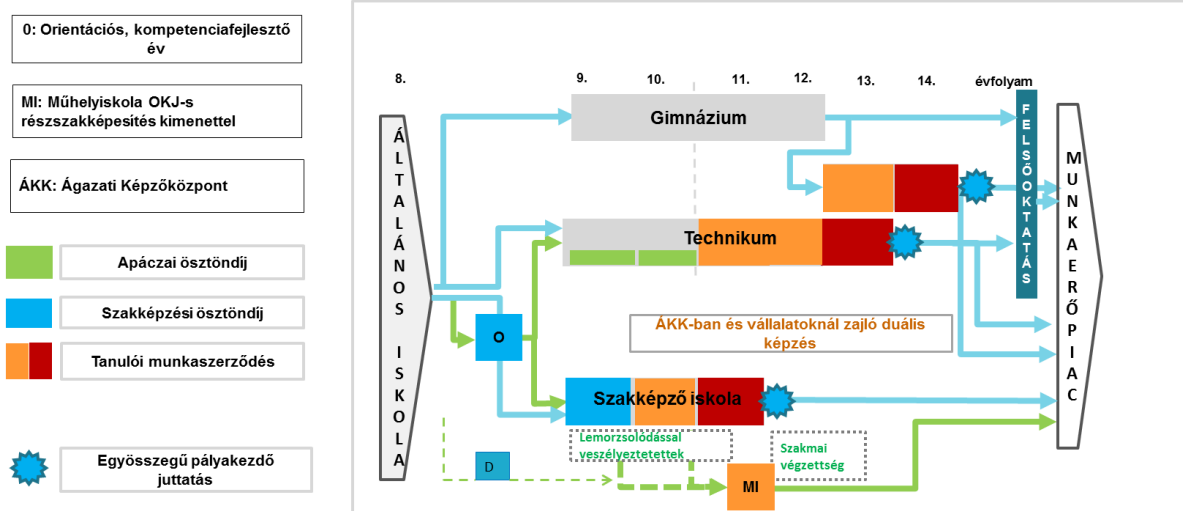 0: Orientációs, kompetenciafejlesztő
év
MI: Műhelyiskola OKJ-s
részszakképesítés kimenettel
ÁKK: Ágazati Képzőközpont
Apáczai ösztöndíj
Szakképzési ösztöndíj
Tanulói munkaszerződés
Egyösszegű pályakezdő
juttatás
8.
9.
10.
11.
12.
13.
14.
évfolyam
ÁLTALÁNOS ISKOLA
Gimnázium
Technikum
O
ÁKK-ban és vállalatoknál zajló duális
képzés
Szakképző iskola
Lemorzsolódással
veszélyeztetettek
Szakmai
végzettség
D
MI
FELSŐOKTATÁS
MUNKAERŐPIAC